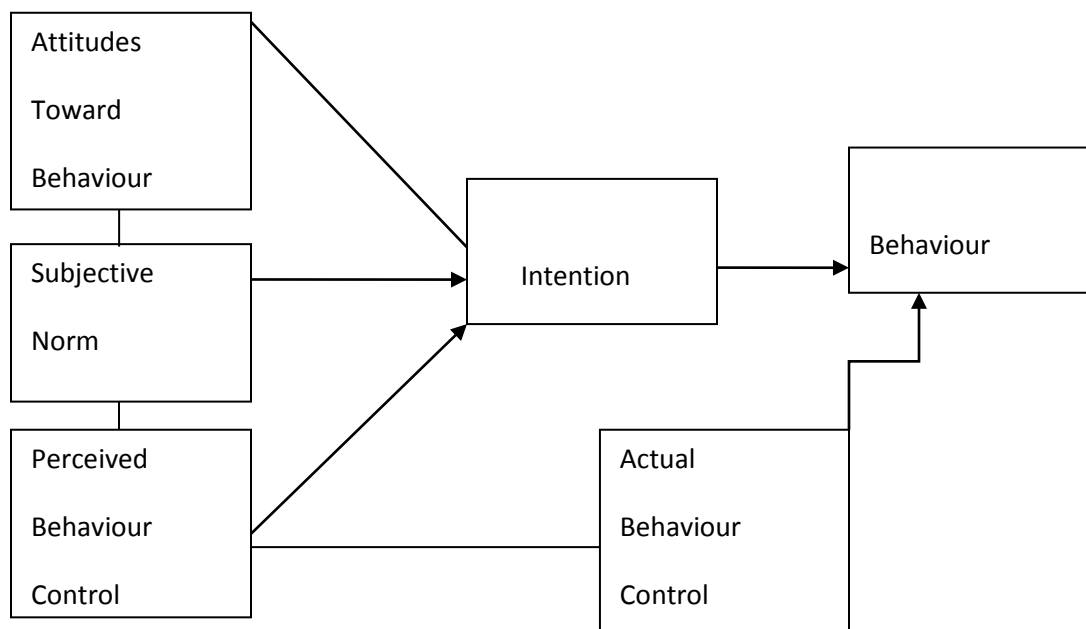 Attitudes
Toward
Behaviour
Subjective
Norm
Perceived
Behaviour
Control
Intention
Behaviour
Actual
Behaviour
Control